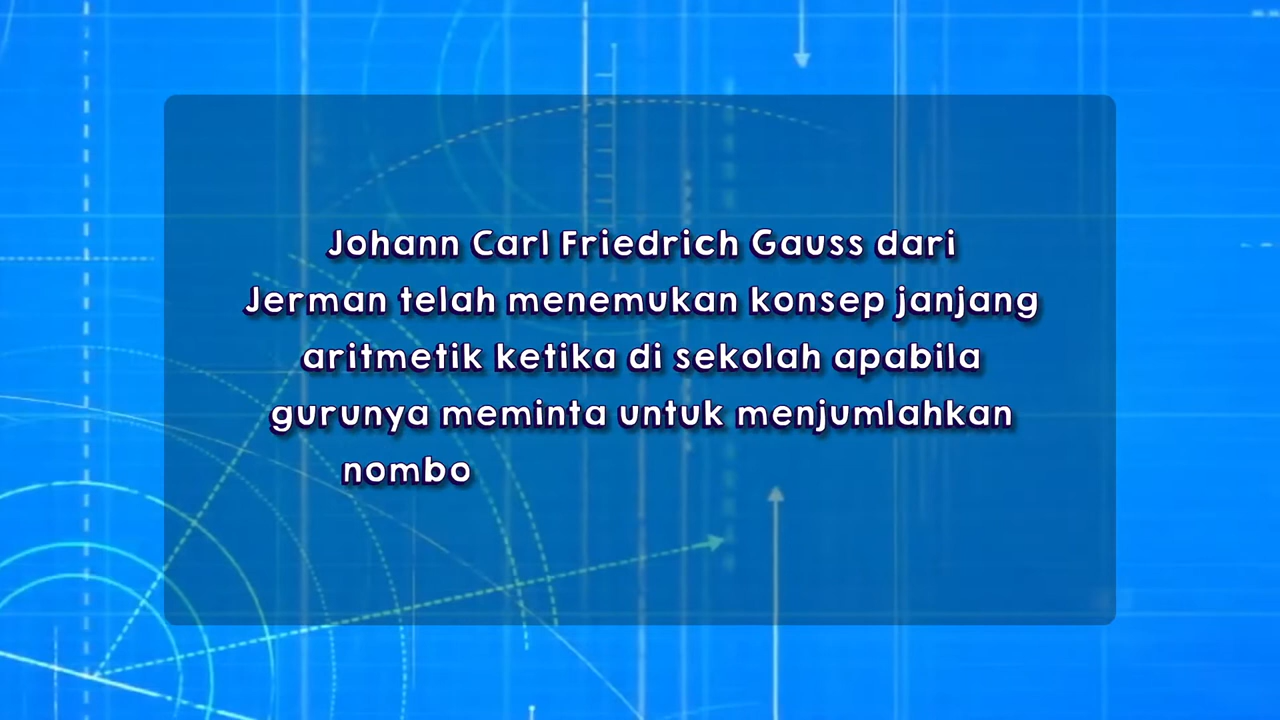 Johann Carl Friedrich Gauss dari
Jerman telah menemukan konsep janjang
aritmetik ketika di sekolah apabila
gurunya meminta untuk menjumlahkan
nombo